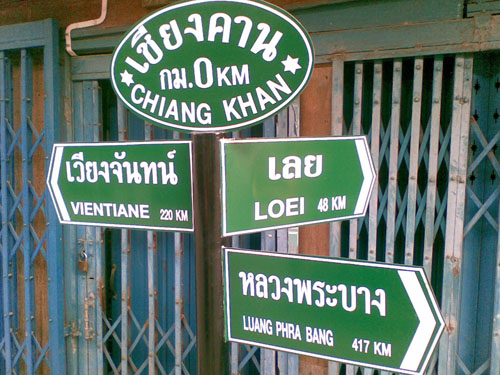 เชียงคาน
กม.0 KM
CHIANG KHAN
เวียงจันทน์
VIENTIANE 220 KM
เลย
LOEI 48 KM
หลวงพระบาง
LUANG PHRA BANG 417 KM